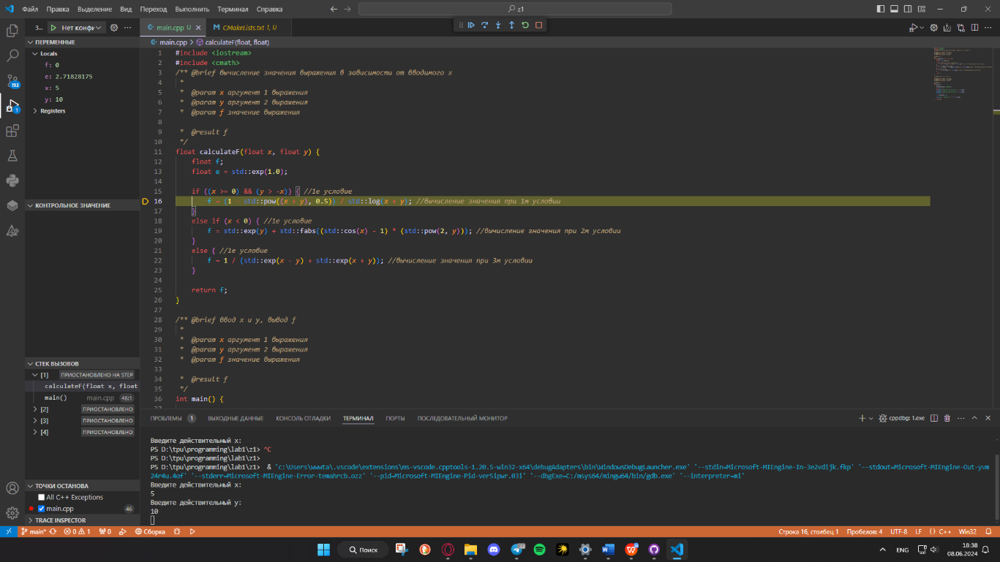 Файл Правка Выделение Вид Переход Выполнить Терминал Справка
z1
З... Нет конфи
main.cpp U
CMakeLists.txt 1, U
main.cpp > calculateF(float, float)
ПЕРЕМЕННЫЕ
Locals
f: 0
e: 2.71828175
x: 5
y: 10
Registers
КОНТРОЛЬНОЕ ЗНАЧЕНИЕ
СТЕК ВЫЗОВОВ
[1] ПРИОСТАНОВЛЕНО НА STEP
calculateF(float x, float
main() main.cpp 46:1
[2] ПРИОСТАНОВЛЕНО
[3] ПРИОСТАНОВЛЕНО
[4] ПРИОСТАНОВЛЕНО
ТОЧКИ ОСТАНОВА
All C++ Exceptions
main.cpp 46
TRACE INSPECTOR
193
1
1 #include <iostream>
2 #include <cmath>
3 /** @brief вычисление значения выражения в зависимости от вводимого x
4 *
5 * @param x аргумент 1 выражения
6 * @param y аргумент 2 выражения
7 * @param f значение выражения
8
9 * @result f
10 */
11 float calculateF(float x, float y) {
12 float f;
13 float e = std::exp(1.0);
14
15 if ((x >= 0) && (y > -x)) { //1е условие
16 f = (1 - std::pow((x + y), 0.5)) / std::log(x + y); //вычисление значения при 1м условии
17 }
18 else if (x < 0) { //1е условие
19 f = std::exp(y) + std::fabs((std::cos(x) - 1) * (std::pow(2, y))); //вычисление значения при 2м условии
20 }
21 else { //1е условие
22 f = 1 / (std::exp(x - y) + std::exp(x + y)); //вычисление значения при 3м условии
23 }
24
25 return f;
26 }
27
28 /** @brief ввод x и y, вывод f
29 *
30 * @param x аргумент 1 выражения
31 * @param y аргумент 2 выражения
32 * @param f значение выражения
33
34 * @result f
35 */
36 int main() {
ПРОБЛЕМЫ 1 ВЫХОДНЫЕ ДАННЫЕ КОНСОЛЬ ОТЛАДКИ ТЕРМИНАЛ ПОРТЫ ПОСЛЕДОВАТЕЛЬНЫЙ МОНИТОР
cppdbg: 1.exe
Введите действительный x:
PS D:\tpu\programming\lab1\z1> ^C
PS D:\tpu\programming\lab1\z1>
PS D:\tpu\programming\lab1\z1> & 'c:\Users\wwwta\.vscode\extensions\ms-vscode.cpptools-1.20.5-win32-x64\debugAdapters\bin\WindowsDebugLauncher.exe' '--stdin=Microsoft-MIEngine-In-3e2vdijk.fkp' '--stdout=Microsoft-MIEngine-Out-yvm
24r4u.4of' '--stderr=Microsoft-MIEngine-Error-temahrcb.ozz' '--pid=Microsoft-MIEngine-Pid-ver5ipwr.03i' '--dbgExe=C:/msys64/mingw64/bin/gdb.exe' '--interpreter=mi'
Введите действительный x:
5
Введите действительный y:
10
main* 0 1 0 Сборка
Строка 16, столбец 1 Пробелов: 4 UTF-8 LF { } C++ Win32
Поиск
ENG
18:38
08.06.2024